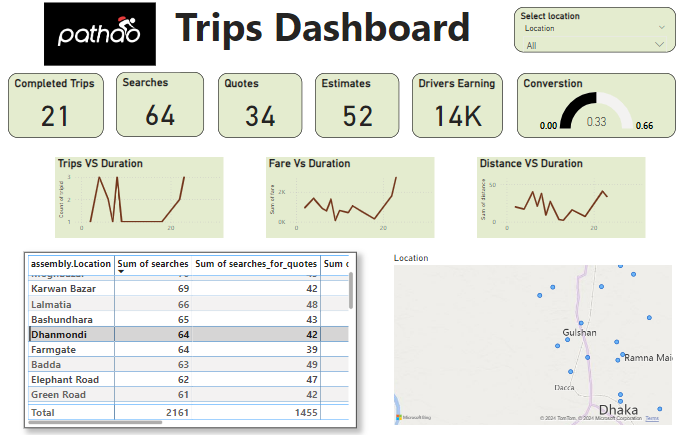 pathao
Trips Dashboard
Select location
Location
All
Completed Trips
21
Searches
64
Quotes
34
Estimates
52
Drivers Earning
14K
Converstion
0.00
0.33
0.66
Trips VS Duration
Count of tripid
3
2
1
0
20
Fare Vs Duration
Sum of fare
2K
0K
0
20
Distance VS Duration
Sum of distance
50
0
0
20
assembly.Location Sum of searches Sum of searches_for_quotes Sum
Karwan Bazar 69 42
Lalmatia 66 48
Bashundhara 65 43
Dhanmondi 64 42
Farmgate 64 39
Badda 63 49
Elephant Road 62 47
Green Road 61 42
Total 2161 1455
Location
Gulshan
Ramna Mai
Dacca
Dhaka
Microsoft Bing
© 2024 TomTom, © 2024 Microsoft Corporation Terms